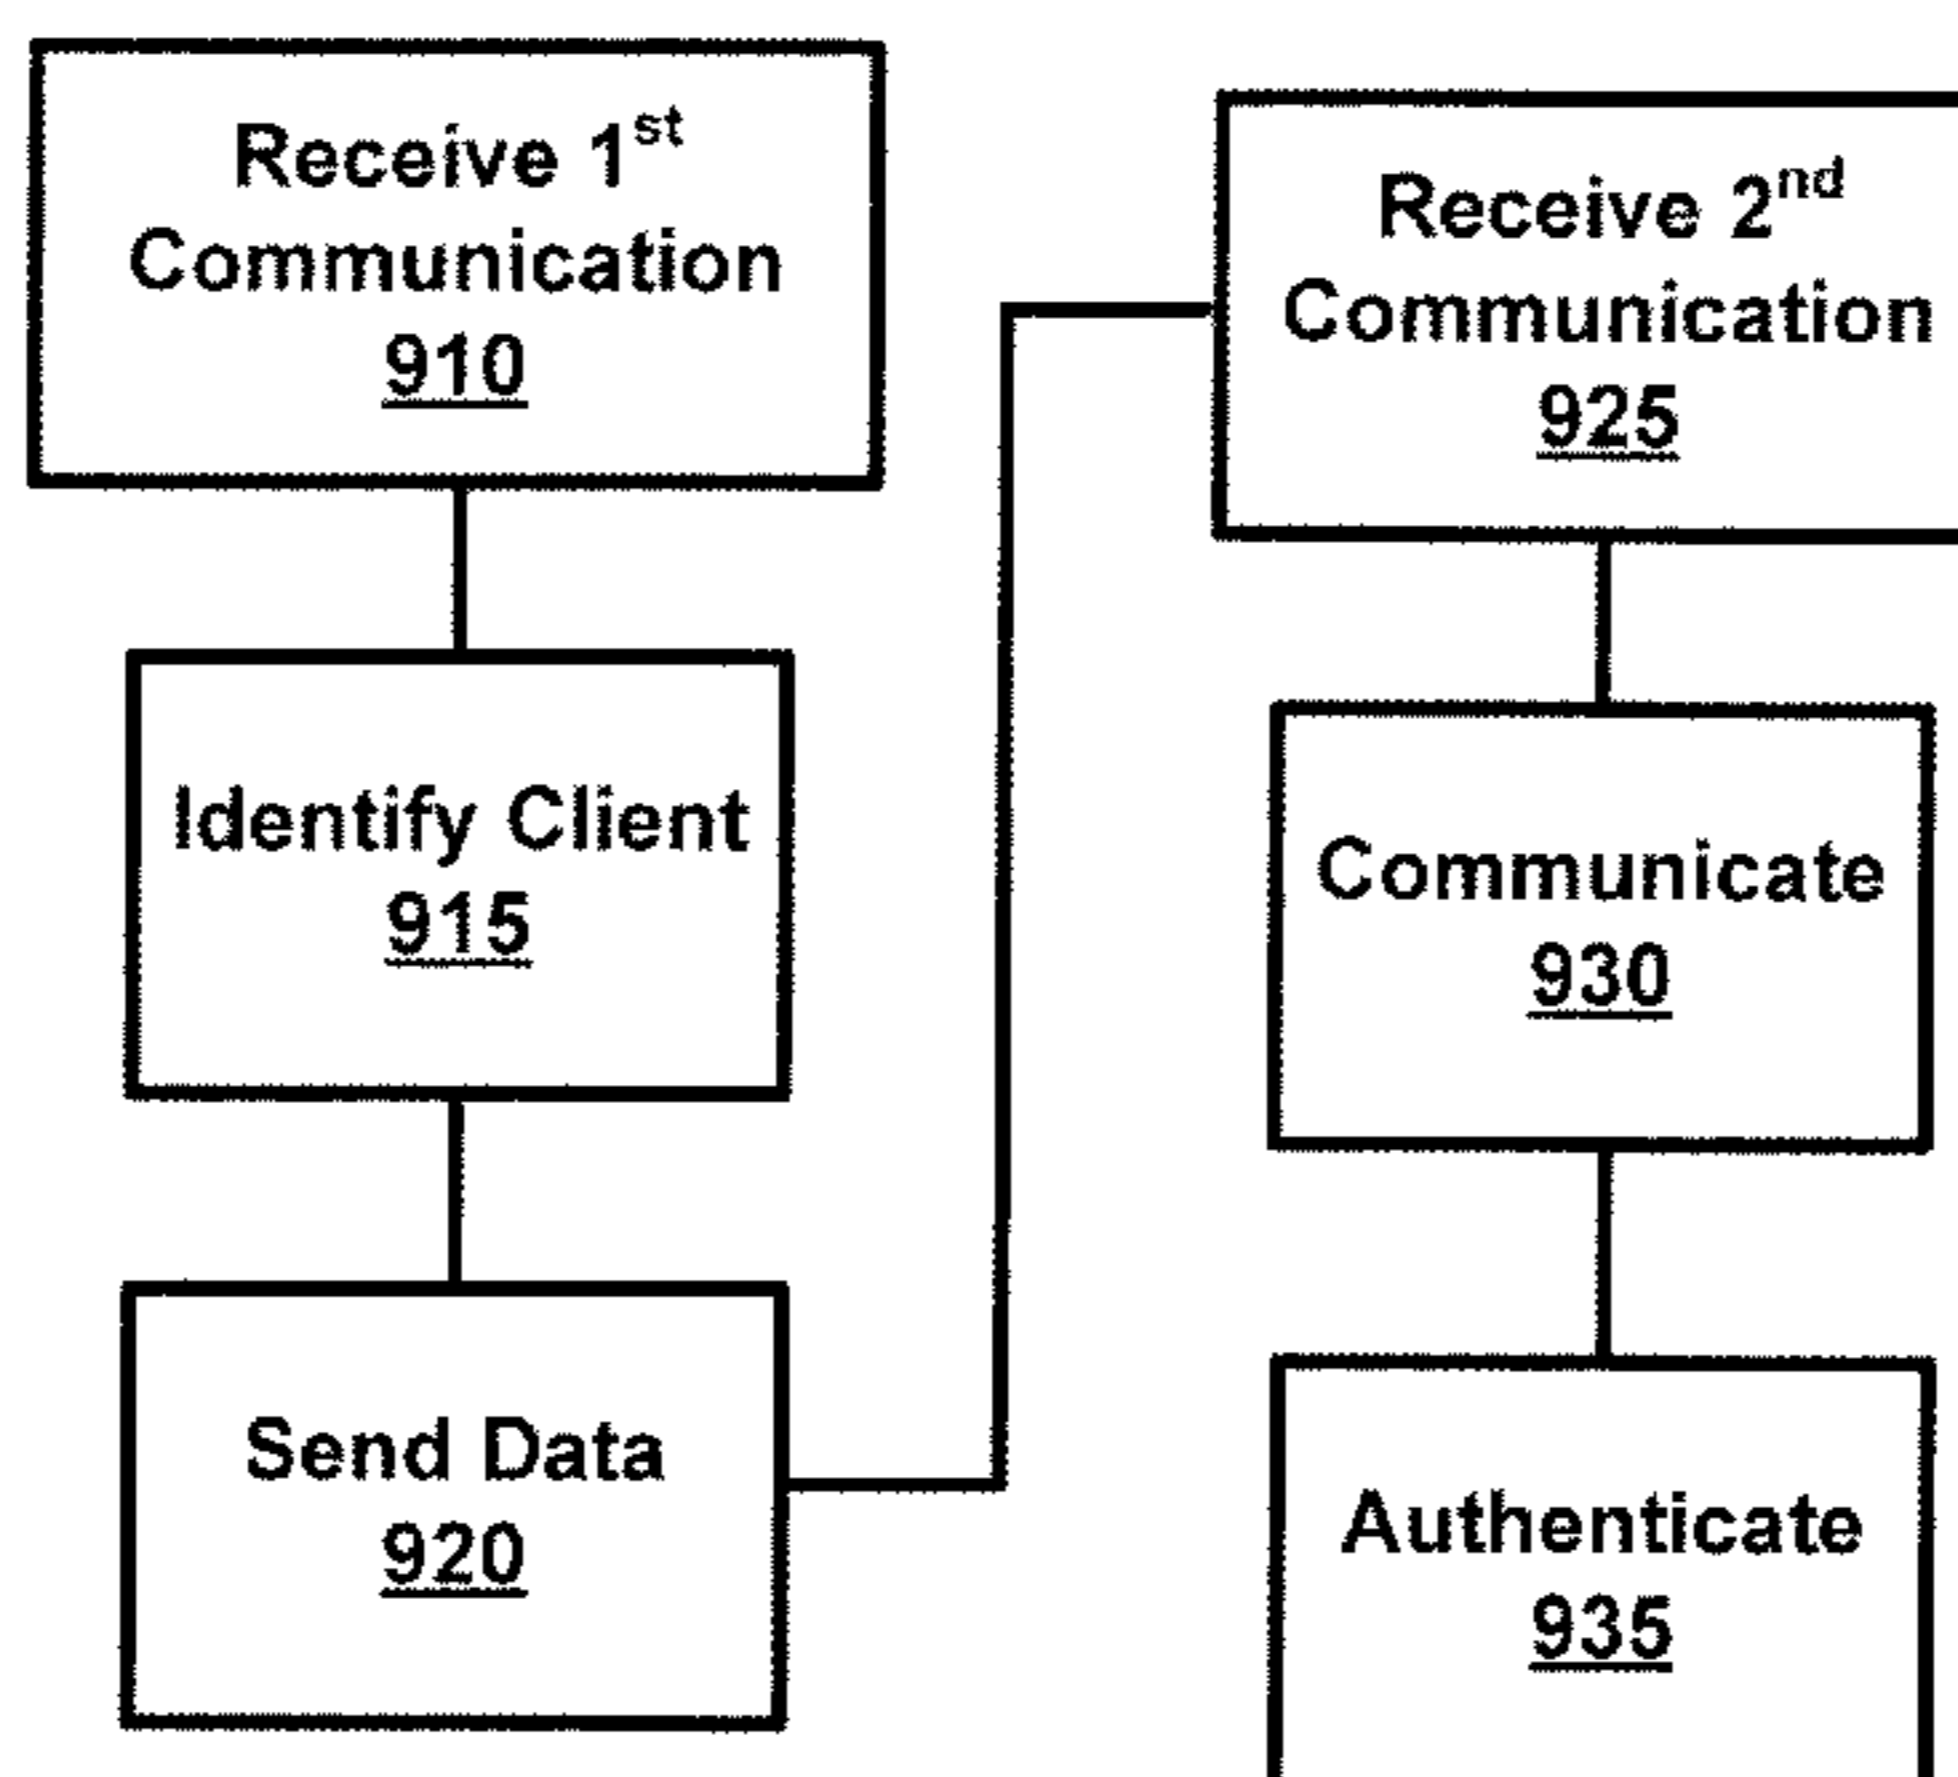 Receive 1st
Communication
910
Identify Client
915
Send Data
920
Receive 2nd
Communication
925
Communicate
930
Authenticate
935